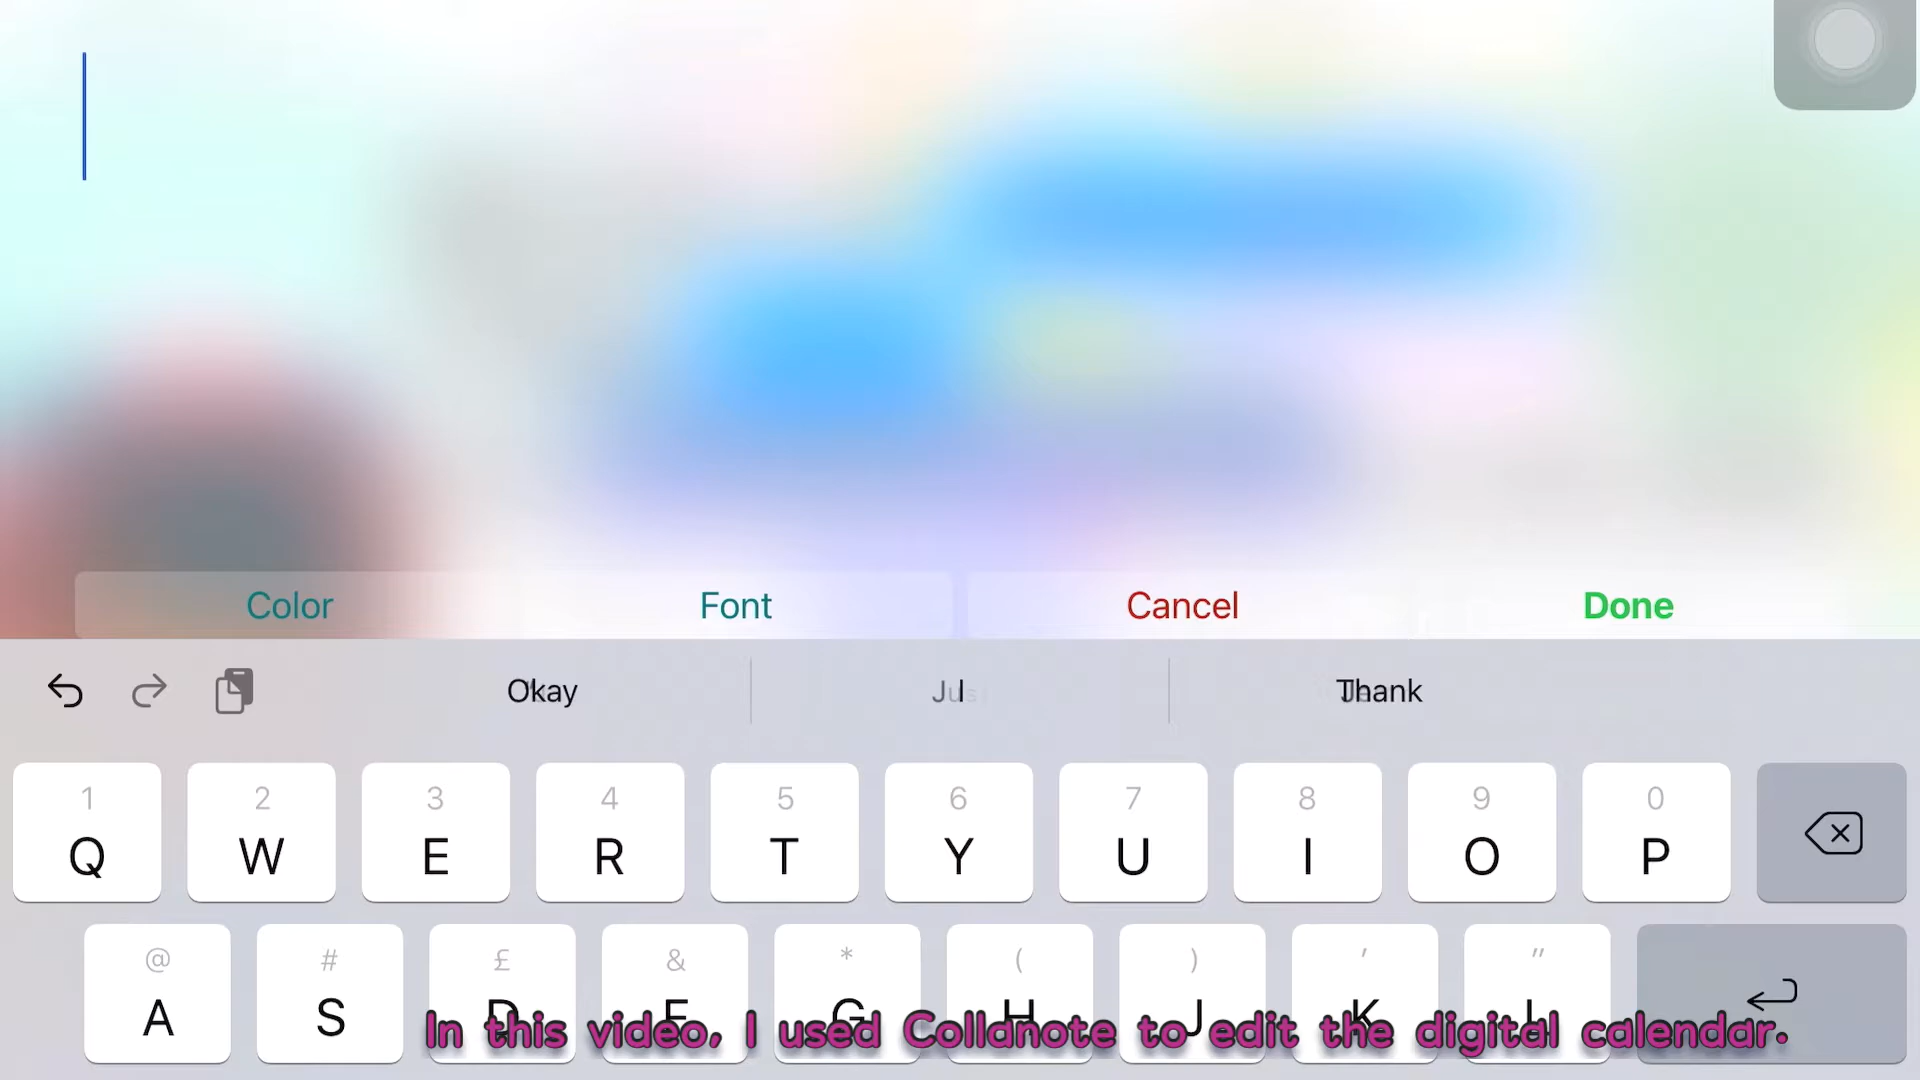 Color Font Cancel Done
Okay Thank
1 2 3 4 5 6 7 8 9 0
Q W E R T Y U I O P
@ # £ & * ( ) ' "
A S D F G H J K L
In this video, I used Collanote to edit the digital calendar.